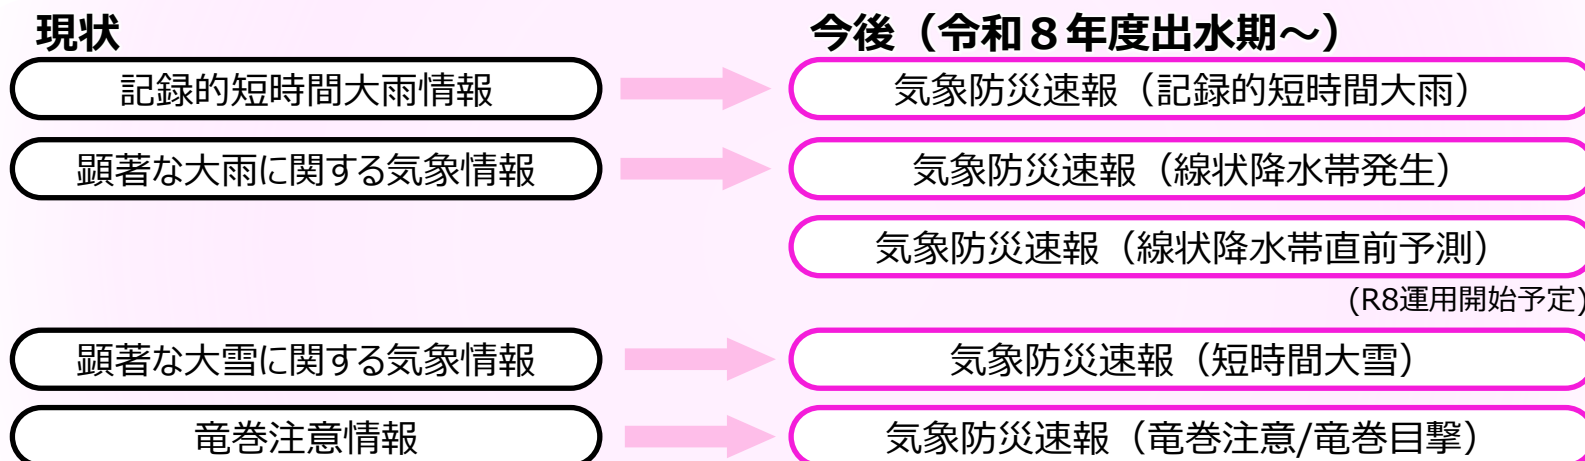 現状
今後（令和８年度出水期～）
記録的短時間大雨情報
気象防災速報（記録的短時間大雨）
顕著な大雨に関する気象情報
気象防災速報（線状降水帯発生）
気象防災速報（線状降水帯直前予測）
(R8運用開始予定)
顕著な大雪に関する気象情報
気象防災速報（短時間大雪）
竜巻注意情報
気象防災速報（竜巻注意/竜巻目撃）